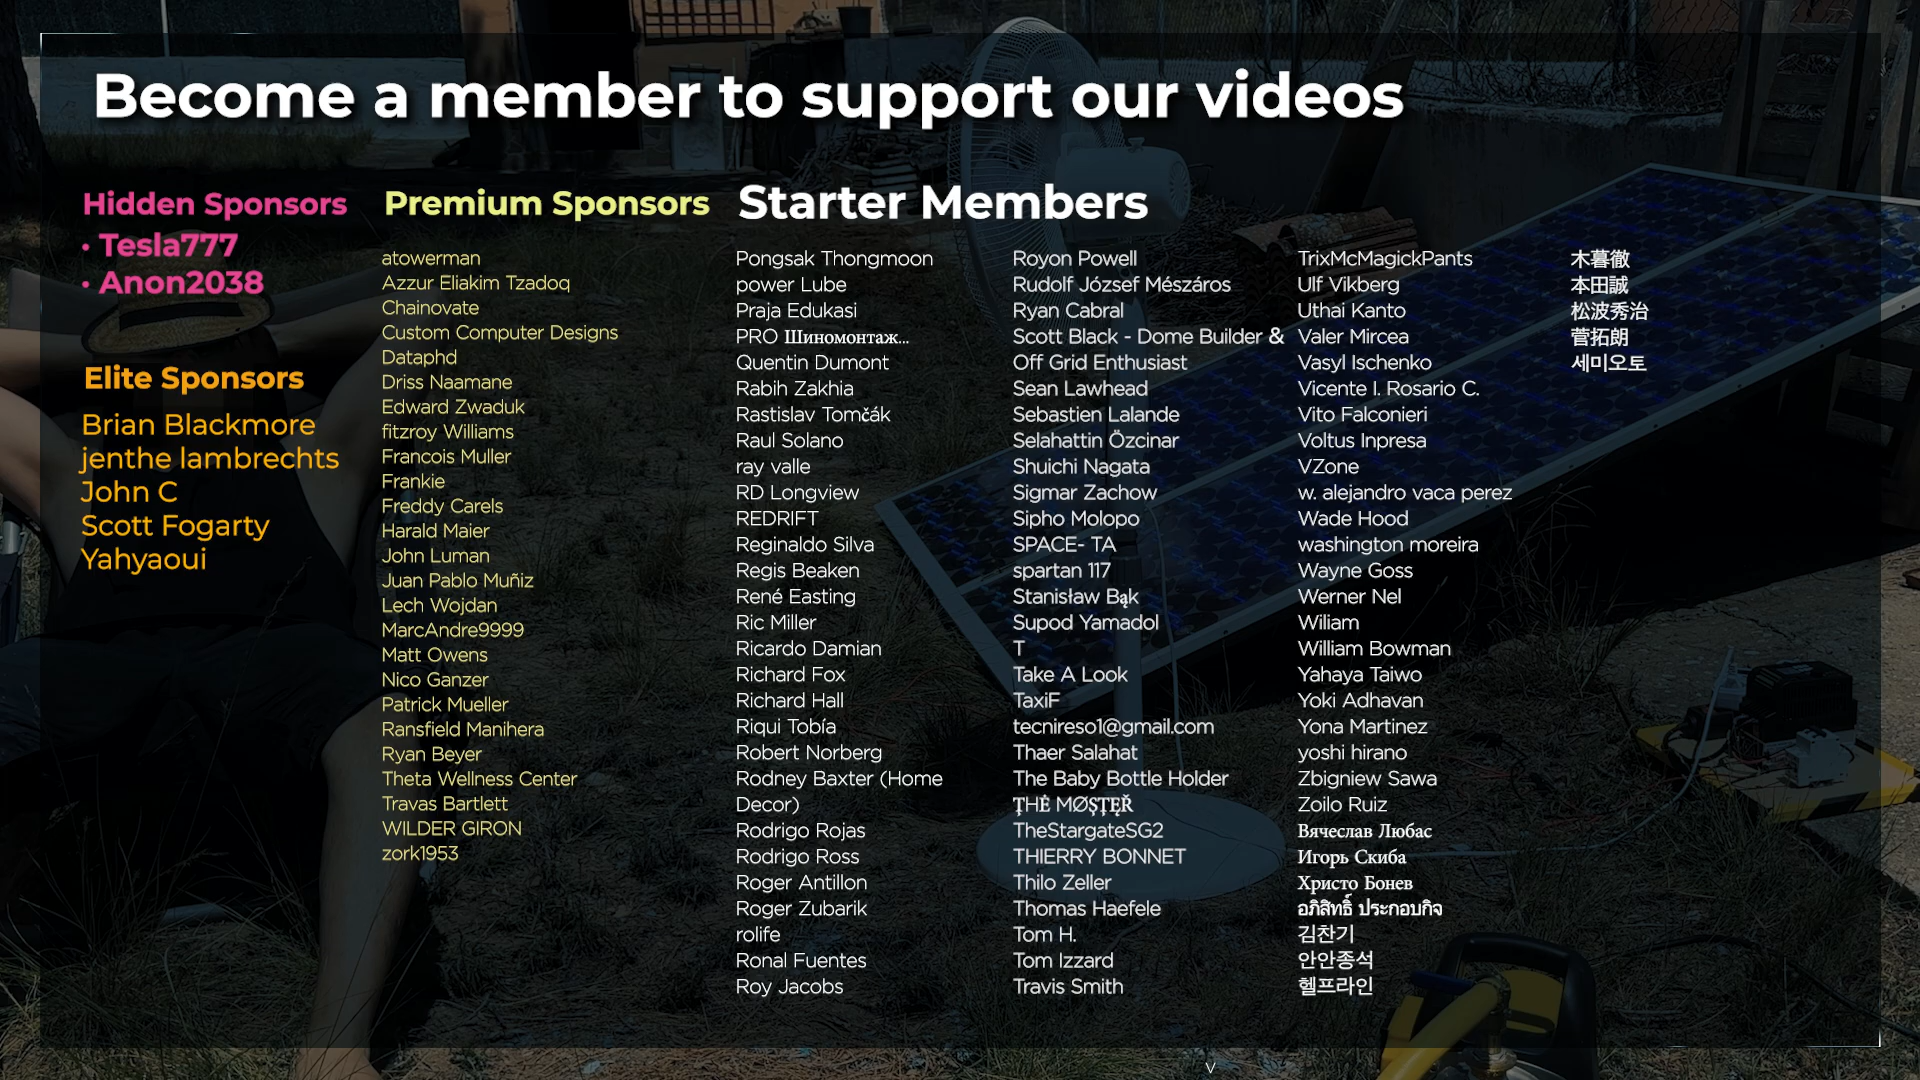 Become a member to support our videos
Hidden Sponsors
• Tesla777
• Anon2038
Elite Sponsors
Brian Blackmore
jenthe lambrechts
John C
Scott Fogarty
Yahyaoui
Premium Sponsors
atowerman
Azzur Eliakim Tzadoq
Chainovate
Custom Computer Designs
Dataphd
Driss Naamane
Edward Zwaduk
fitzroy Williams
Francois Muller
Frankie
Freddy Carels
Harald Maier
John Luman
Juan Pablo Muñiz
Lech Wojdan
MarcAndre9999
Matt Owens
Nico Ganzer
Patrick Mueller
Ransfield Manihera
Ryan Beyer
Theta Wellness Center
Travas Bartlett
WILDER GIRON
zork1953
Starter Members
Pongsak Thongmoon
power Lube
Praja Edukasi
PRO Шиномонтаж...
Quentin Dumont
Rabih Zakhia
Rastislav Tomčák
Raul Solano
ray valle
RD Longview
REDRIFT
Reginaldo Silva
Regis Beaken
René Easting
Ric Miller
Ricardo Damian
Richard Fox
Richard Hall
Riqui Tobía
Robert Norberg
Rodney Baxter (Home
Decor)
Rodrigo Rojas
Rodrigo Ross
Roger Antillon
Roger Zubarik
rolife
Ronal Fuentes
Roy Jacobs
Royon Powell
Rudolf József Mészáros
Ryan Cabral
Scott Black - Dome Builder &
Off Grid Enthusiast
Sean Lawhead
Sebastien Lalande
Selahattin Özcinar
Shuichi Nagata
Sigmar Zachow
Sipho Molopo
SPACE- TA
spartan 117
Stanisław Bąk
Supod Yamadol
T
Take A Look
TaxiF
tecnireso1@gmail.com
Thaer Salahat
The Baby Bottle Holder
ŢHĖ MØŞŢĘŘ
TheStargateSG2
THIERRY BONNET
Thilo Zeller
Thomas Haefele
Tom H.
Tom Izzard
Travis Smith
TrixMcMagickPants
Ulf Vikberg
Uthai Kanto
Valer Mircea
Vasyl Ischenko
Vicente I. Rosario C.
Vito Falconieri
Voltus Inpresa
VZone
w. alejandro vaca perez
Wade Hood
washington moreira
Wayne Goss
Werner Nel
Wiliam
William Bowman
Yahaya Taiwo
Yoki Adhavan
Yona Martinez
yoshi hirano
Zbigniew Sawa
Zoilo Ruiz
Вячеслав Любас
Игорь Скиба
Христо Бонев
อภิสิทธิ์ ประกอบกิจ
김찬기
안안종석
헬프라인
木暮徹
本田誠
松波秀治
菅拓朗
세미오토
v